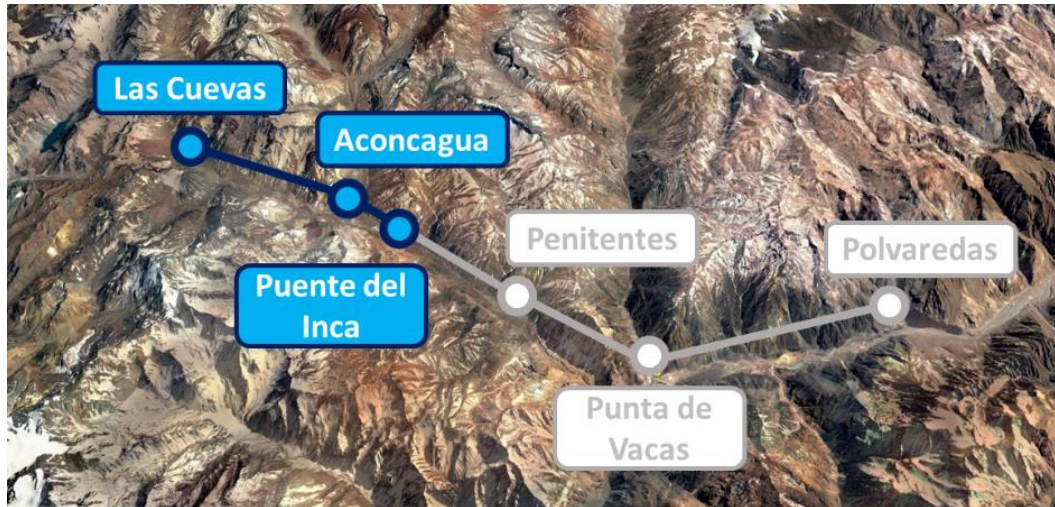 Las Cuevas
Aconcagua
Puente del
Inca
Penitentes
Punta de
Vacas
Polvaredas